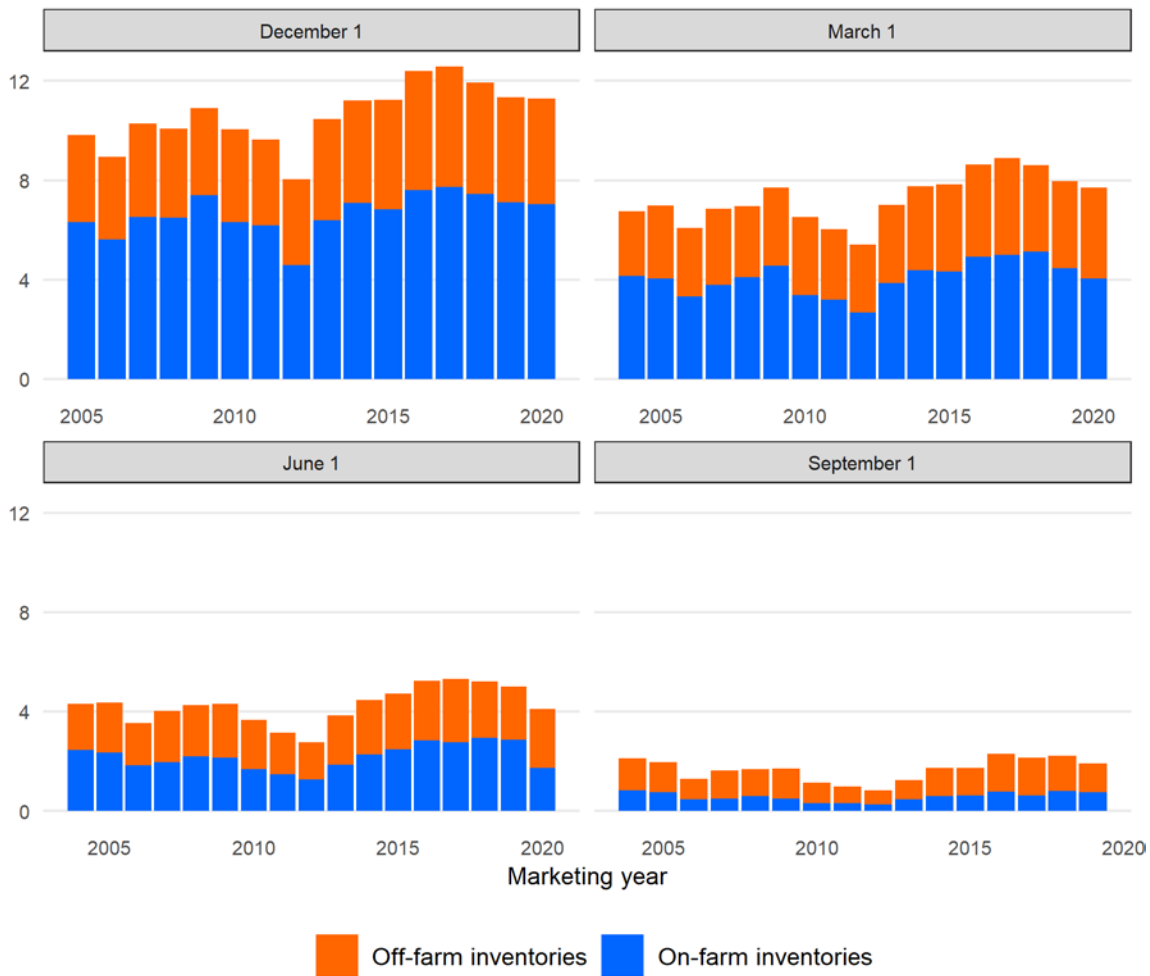 December 1
March 1
12
8
4
0
2005 2010 2015 2020
2005 2010 2015 2020
June 1
September 1
12
8
4
0
2005 2010 2015 2020
2005 2010 2015 2020
Marketing year
Off-farm inventories On-farm inventories